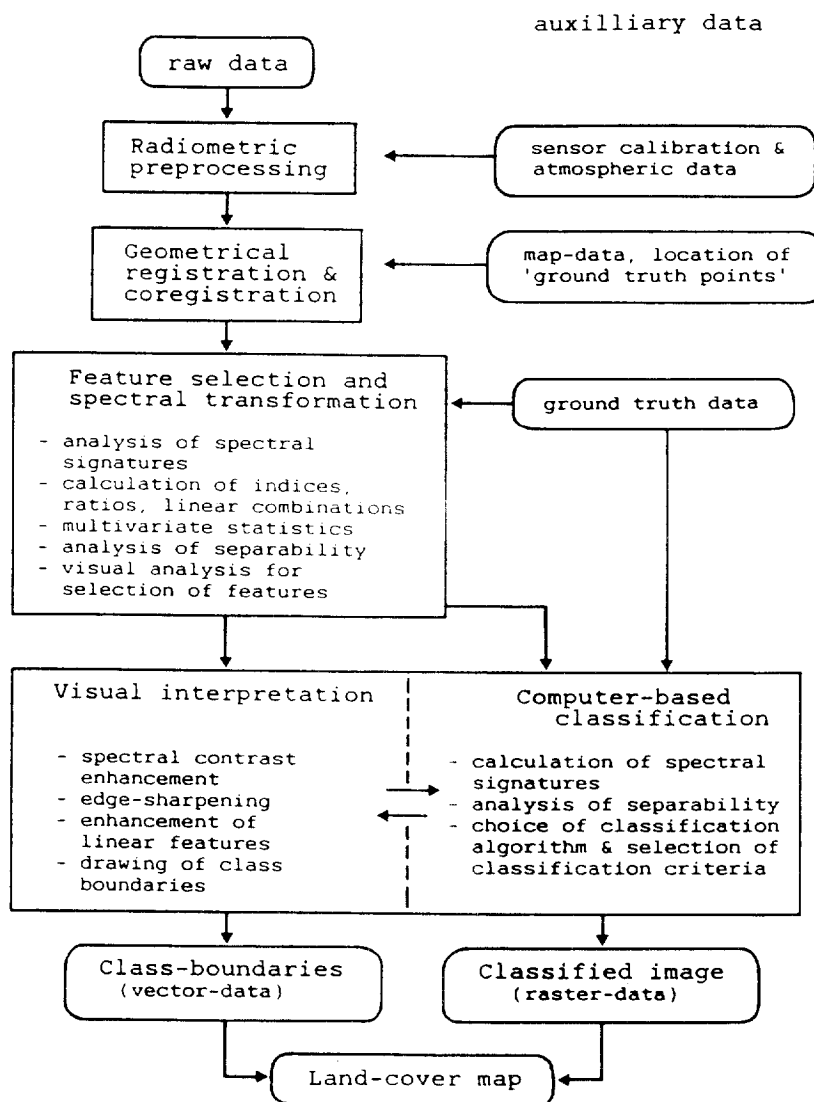 auxilliary data
raw data
Radiometric
preprocessing
sensor calibration &
atmospheric data
Geometrical
registration &
coregistration
map-data, location of
'ground truth points'
Feature selection and
spectral transformation
- analysis of spectral
signatures
- calculation of indices,
ratios, linear combinations
- multivariate statistics
- analysis of separability
- visual analysis for
selection of features
ground truth data
Visual interpretation
- spectral contrast
enhancement
- edge-sharpening
- enhancement of
linear features
- drawing of class
boundaries
Computer-based
classification
- calculation of spectral
signatures
- analysis of separability
- choice of classification
algorithm & selection of
classification criteria
Class-boundaries
(vector-data)
Classified image
(raster-data)
Land-cover map